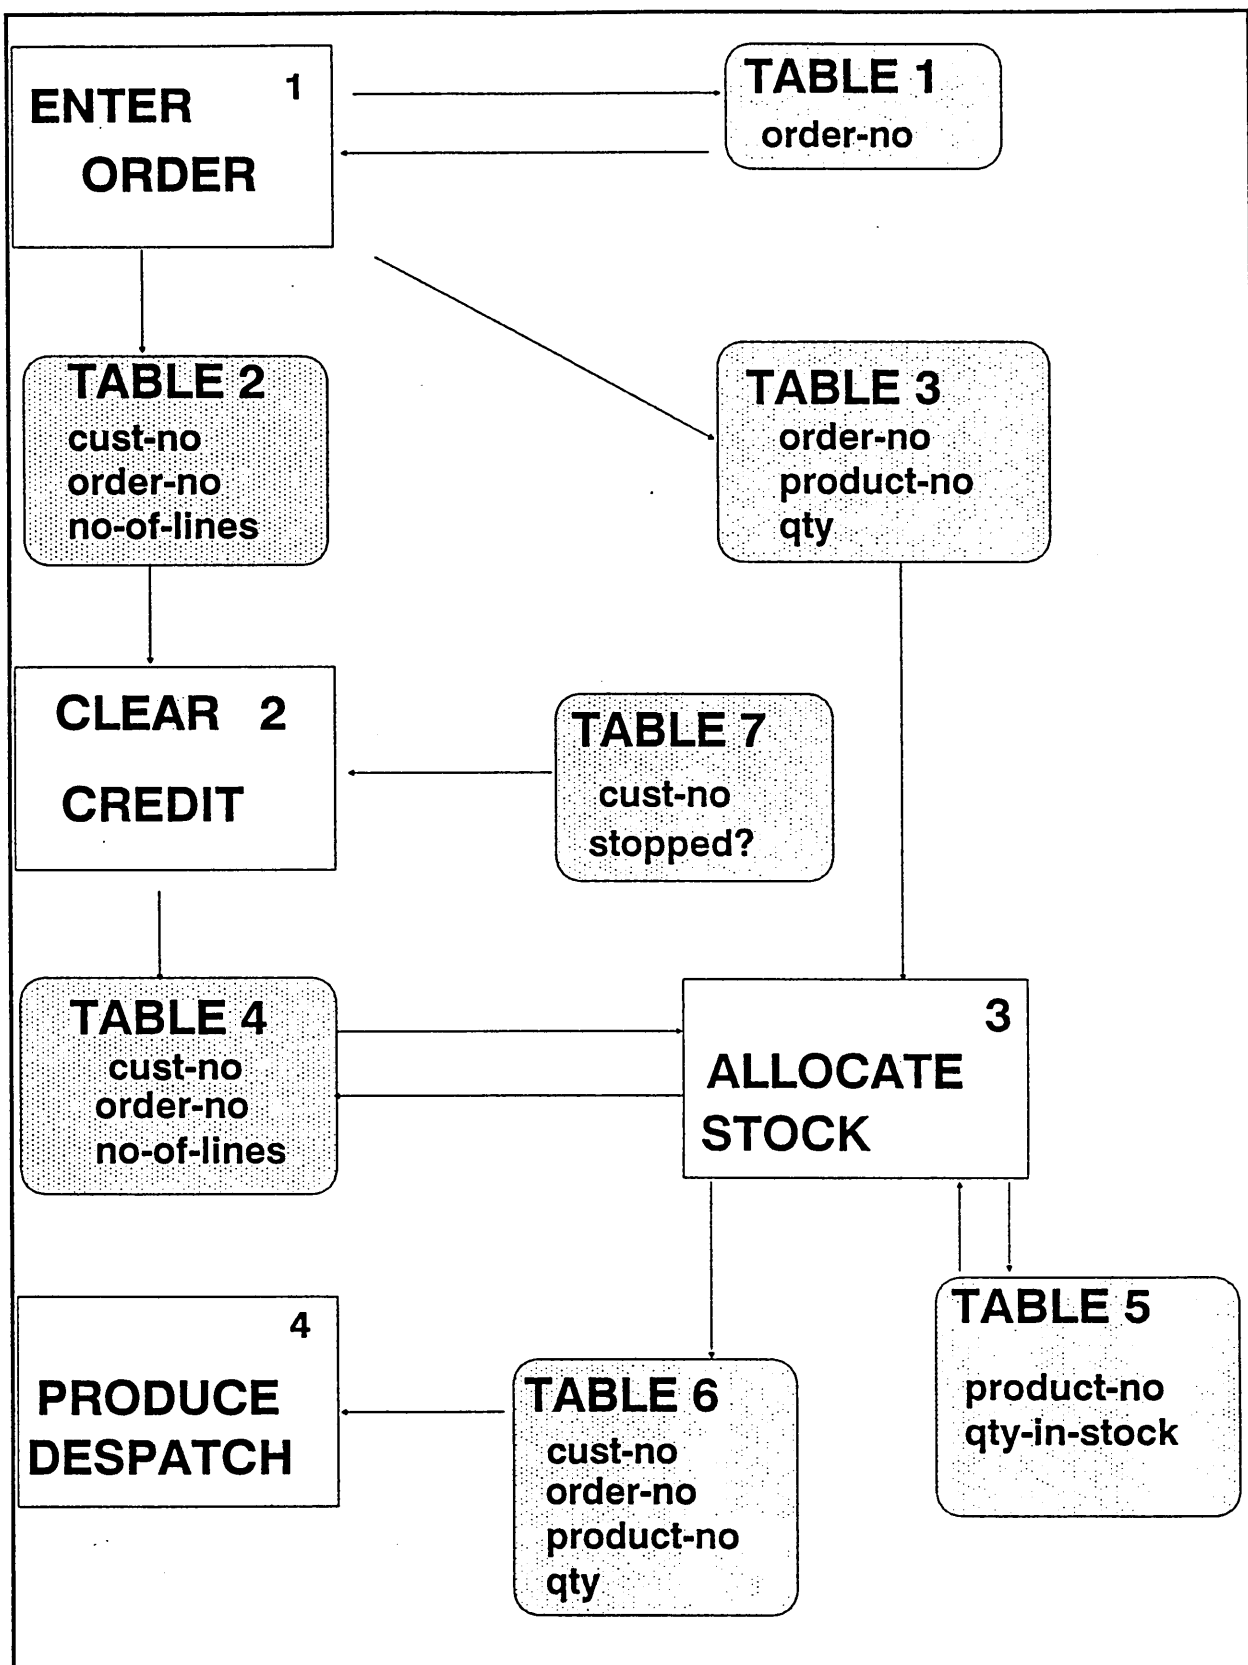 1
ENTER
ORDER
TABLE 1
order-no
TABLE 2
cust-no
order-no
no-of-lines
TABLE 3
order-no
product-no
qty
CLEAR 2
CREDIT
TABLE 7
cust-no
stopped?
TABLE 4
cust-no
order-no
no-of-lines
3
ALLOCATE
STOCK
4
PRODUCE
DESPATCH
TABLE 6
cust-no
order-no
product-no
qty
TABLE 5
product-no
qty-in-stock